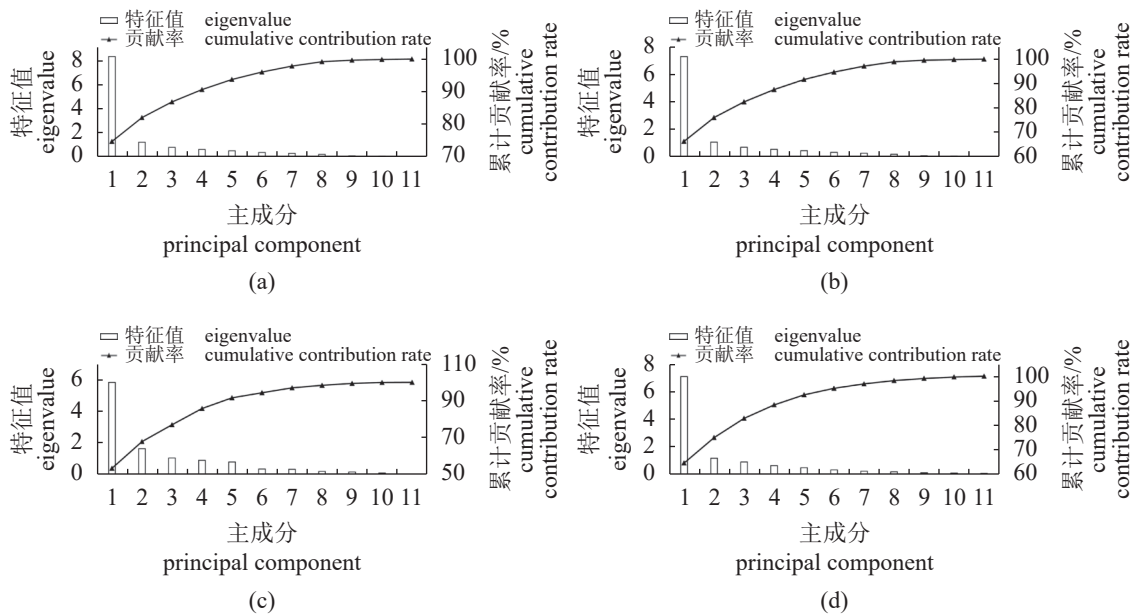 特征值 eigenvalue
贡献率 cumulative contribution rate
特征值
eigenvalue
8
6
4
2
0
100
90
80
70
累计贡献率/%
cumulative
contribution rate
1 2 3 4 5 6 7 8 9 10 11
主成分
principal component
(a)
特征值 eigenvalue
贡献率 cumulative contribution rate
特征值
eigenvalue
8
6
4
2
0
100
90
80
70
60
累计贡献率/%
cumulative
contribution rate
1 2 3 4 5 6 7 8 9 10 11
主成分
principal component
(b)
特征值 eigenvalue
贡献率 cumulative contribution rate
特征值
eigenvalue
6
4
2
0
110
90
70
50
累计贡献率/%
cumulative
contribution rate
1 2 3 4 5 6 7 8 9 10 11
主成分
principal component
(c)
特征值 eigenvalue
贡献率 cumulative contribution rate
特征值
eigenvalue
8
6
4
2
0
100
90
80
70
60
累计贡献率/%
cumulative
contribution rate
1 2 3 4 5 6 7 8 9 10 11
主成分
principal component
(d)